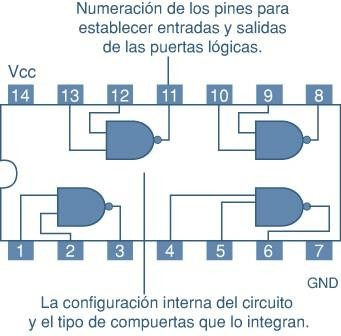 Numeración de los pines para
establecer entradas y salidas
de las puertas lógicas.
Vcc
14 13 12 11 10 9 8
1 2 3 4 5 6 7
GND
La configuración interna del circuito
y el tipo de compuertas que lo integran.